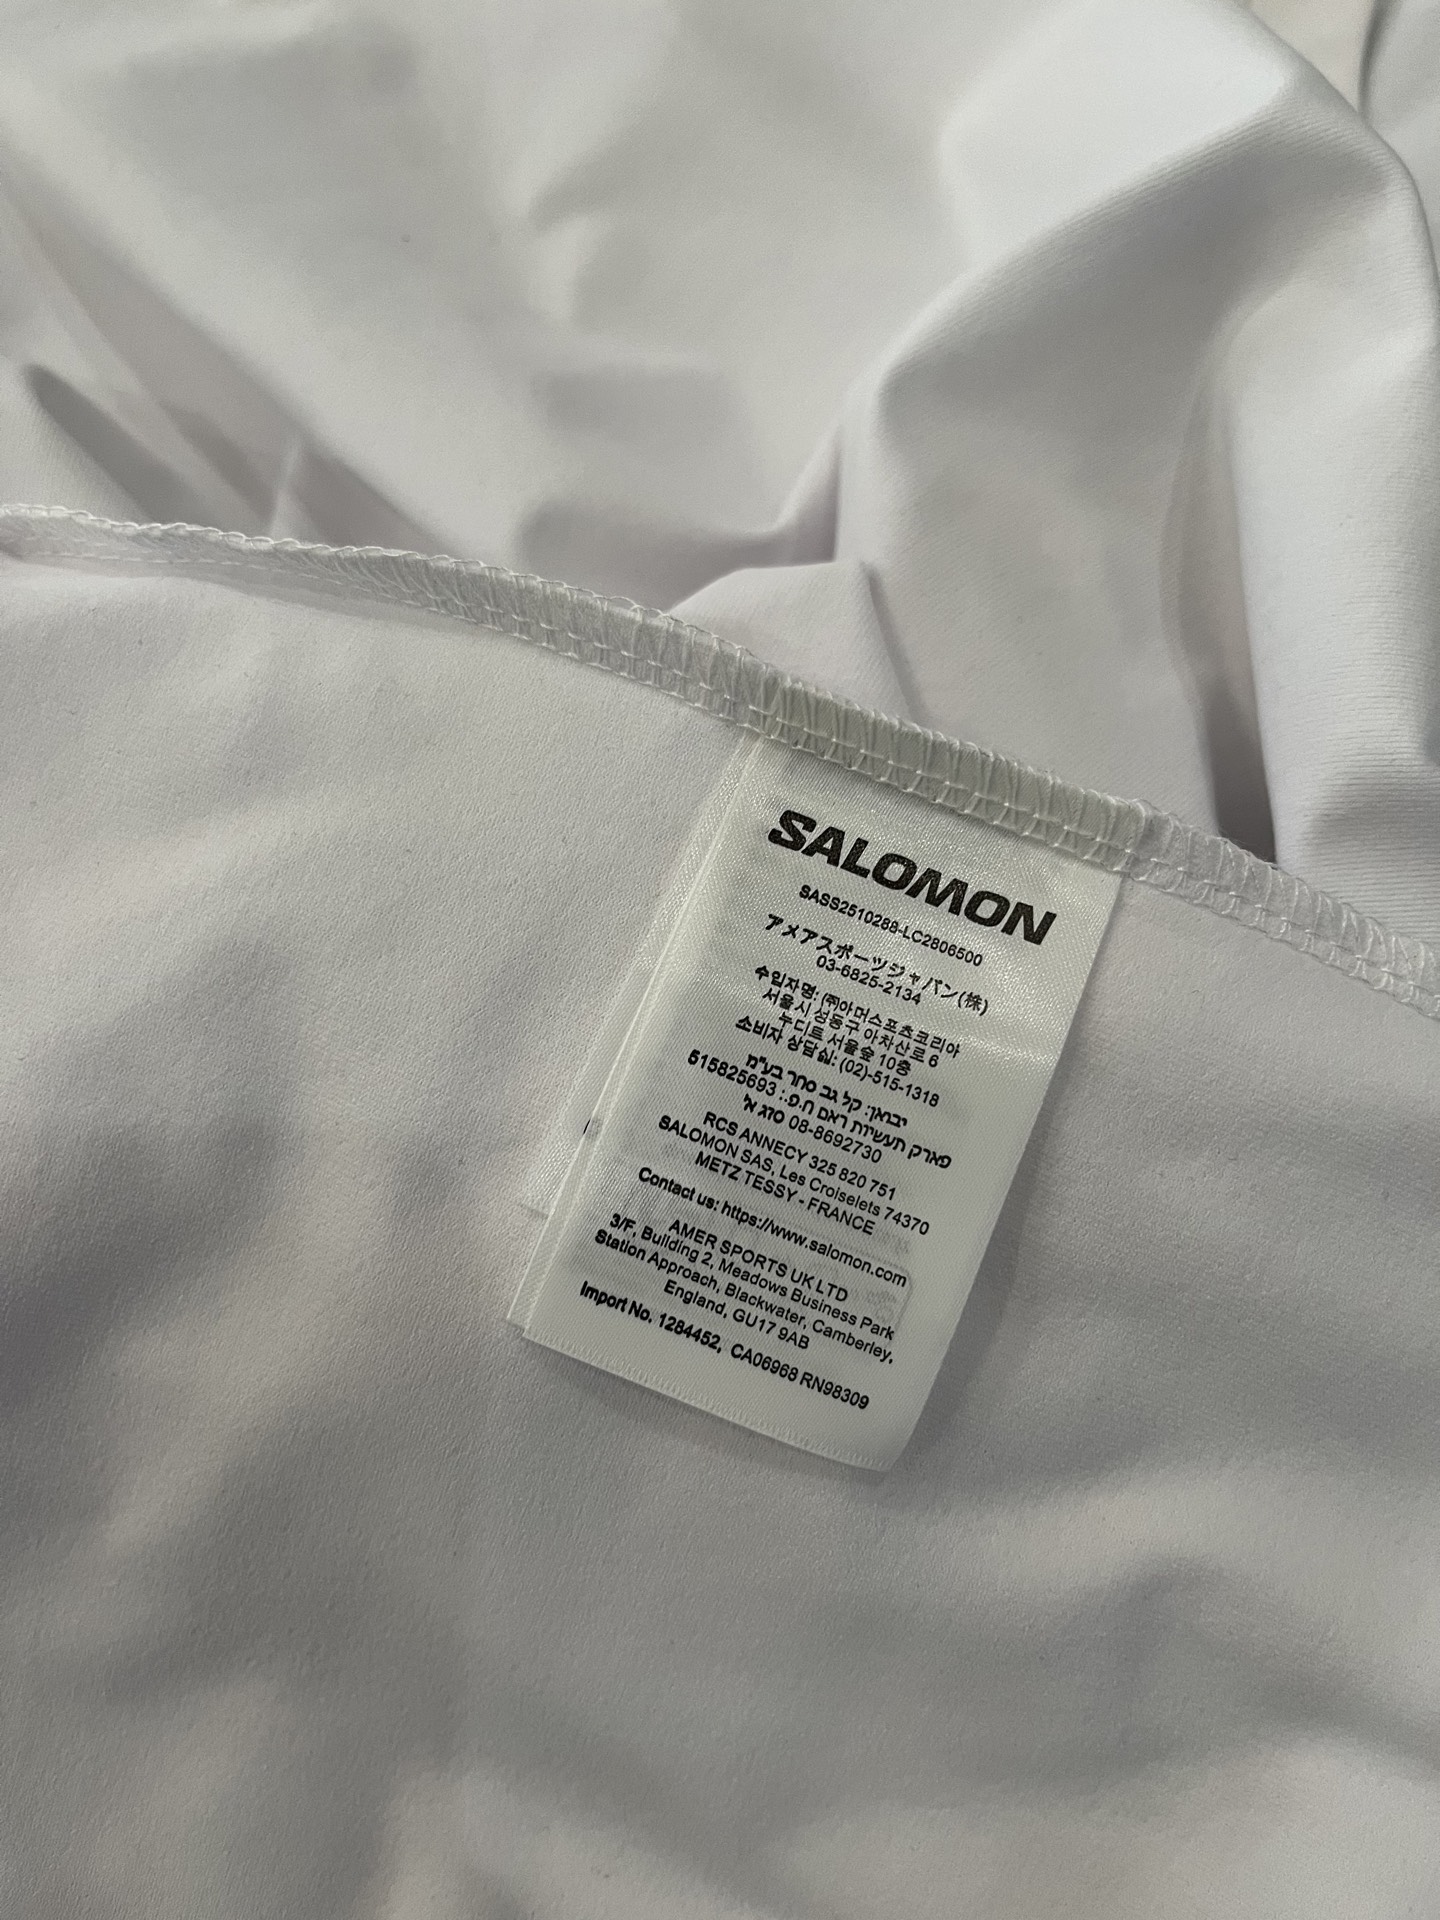 SALOMON
SASS2510288-LC2806500
アメアスポーツジャパン(株)
03-6825-2134
수입자명: ㈜아머스포츠코리아
서울시 성동구 아차산로 6
누디트 서울숲 10층
소비자 상담실: (02)-515-1318
יבואן: קל גב סחר בע"מ
פארק תעשיות ראם ח.פ.: 515825693
08-8692730 סוג א'
RCS ANNECY 325 820 751
SALOMON SAS, Les Croiselets 74370
METZ TESSY - FRANCE
Contact us: https://www.salomon.com
AMER SPORTS UK LTD
3/F, Building 2, Meadows Business Park
Station Approach, Blackwater, Camberley,
England, GU17 9AB
Import No. 1284452, CA06968 RN98309